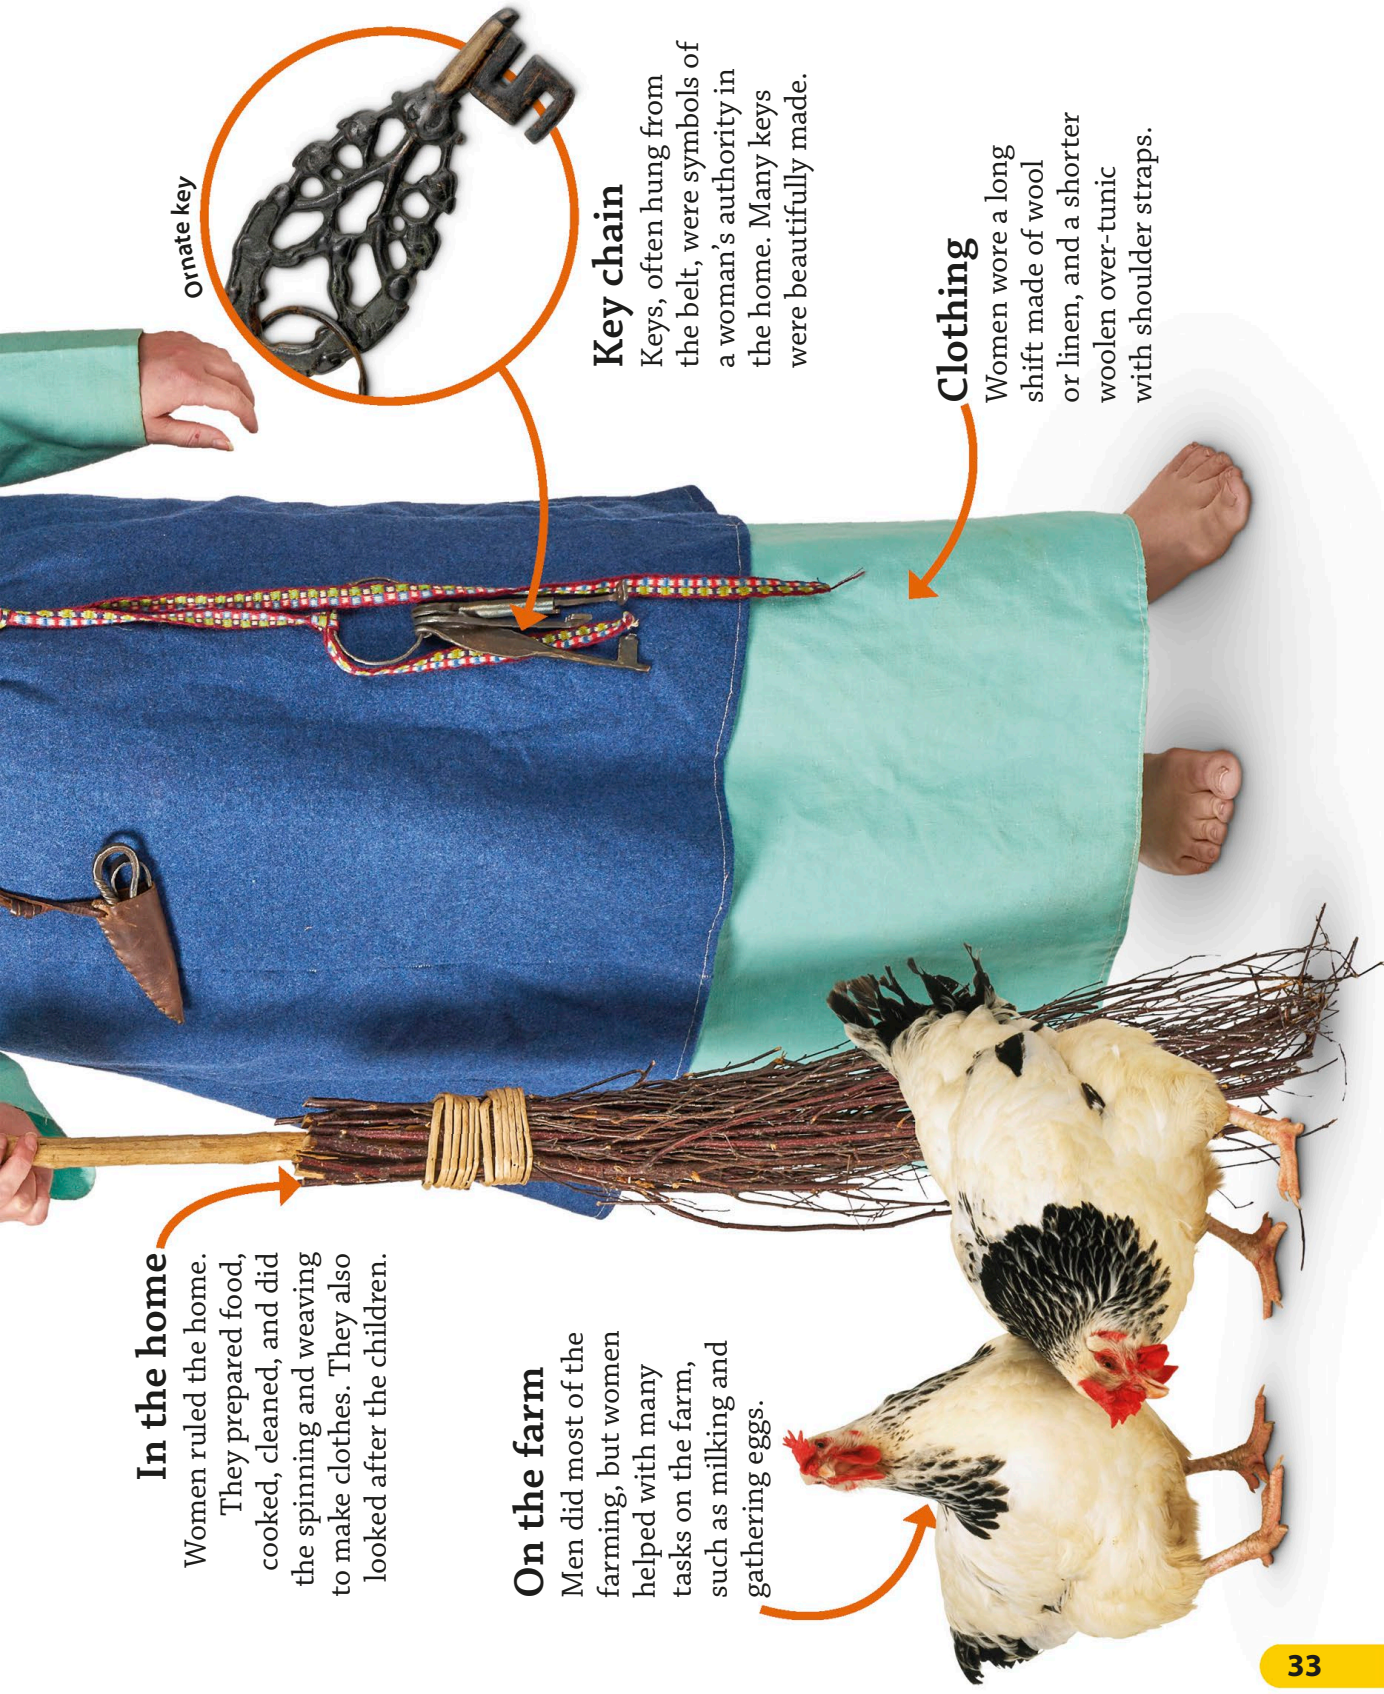 In the home
Women ruled the home.
They prepared food,
cooked, cleaned, and did
the spinning and weaving
to make clothes. They also
looked after the children.
On the farm
Men did most of the
farming, but women
helped with many
tasks on the farm,
such as milking and
gathering eggs.
Ornate key
Key chain
Keys, often hung from
the belt, were symbols of
a woman's authority in
the home. Many keys
were beautifully made.
Clothing
Women wore a long
shift made of wool
or linen, and a shorter
woolen over-tunic
with shoulder straps.
33